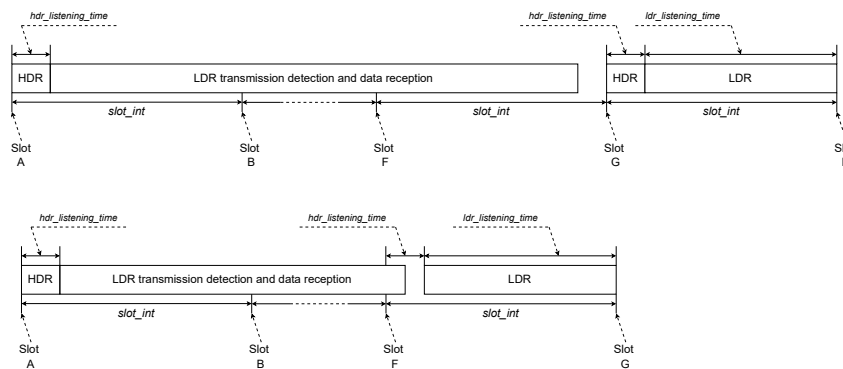 hdr_listening_time
hdr_listening_time
ldr_listening_time
HDR
LDR transmission detection and data reception
HDR
LDR
slot_int
slot_int
slot_int
Slot
A
Slot
B
Slot
F
Slot
G
hdr_listening_time
hdr_listening_time
ldr_listening_time
HDR
LDR transmission detection and data reception
LDR
slot_int
slot_int
Slot
A
Slot
B
Slot
F
Slot
G